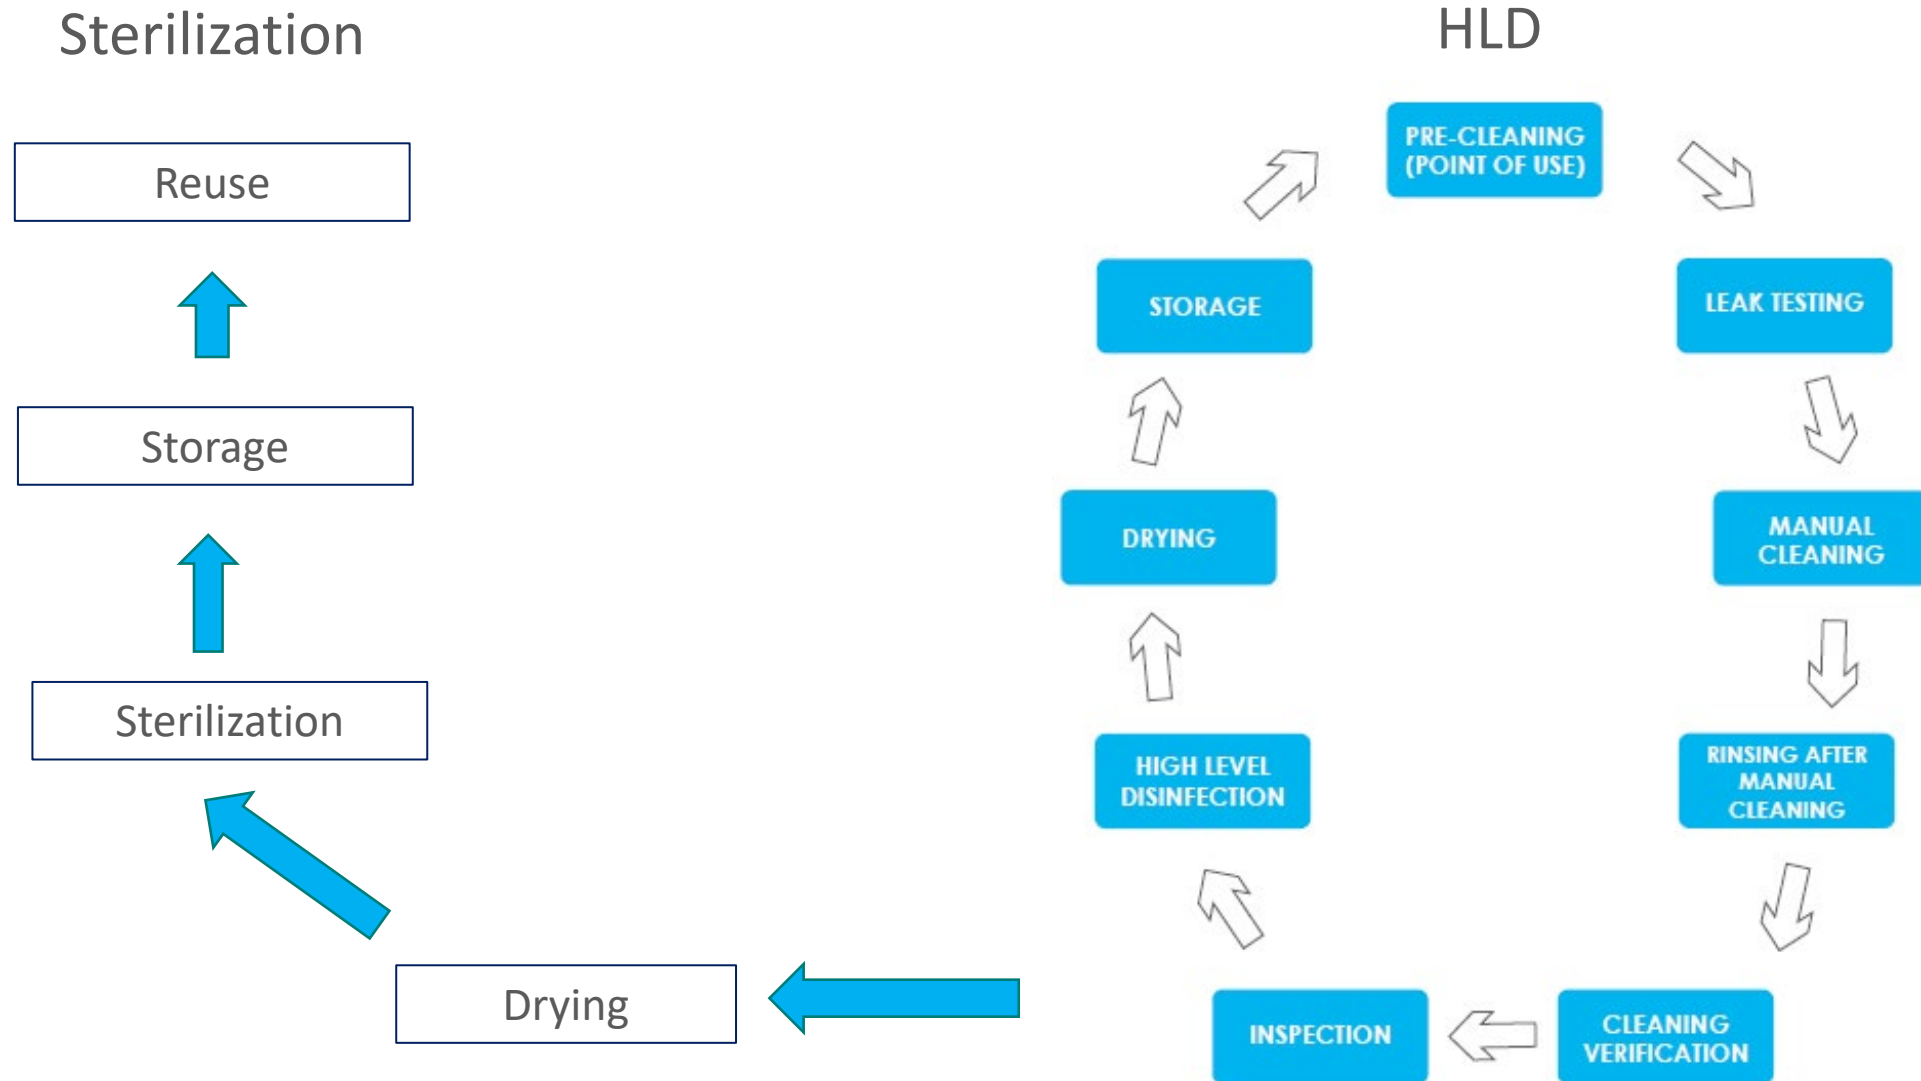 Sterilization
Reuse
Storage
Sterilization
Drying
HLD
PRE-CLEANING
(POINT OF USE)
LEAK TESTING
MANUAL
CLEANING
RINSING AFTER
MANUAL
CLEANING
CLEANING
VERIFICATION
INSPECTION
HIGH LEVEL
DISINFECTION
DRYING
STORAGE